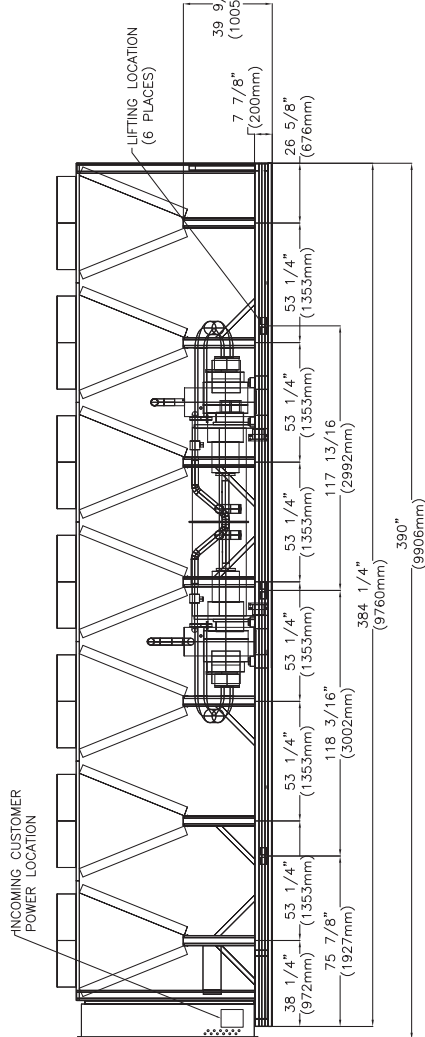 39 9/
(1005
LIFTING LOCATION
(6 PLACES)
7 7/8"
(200mm)
INCOMING CUSTOMER
POWER LOCATION
38 1/4"
(972mm)
53 1/4"
(1353mm)
53 1/4"
(1353mm)
53 1/4"
(1353mm)
53 1/4"
(1353mm)
53 1/4"
(1353mm)
53 1/4"
(1353mm)
26 5/8"
(676mm)
75 7/8"
(1927mm)
118 3/16"
(3002mm)
117 13/16
(2992mm)
384 1/4"
(9760mm)
390"
(9906mm)